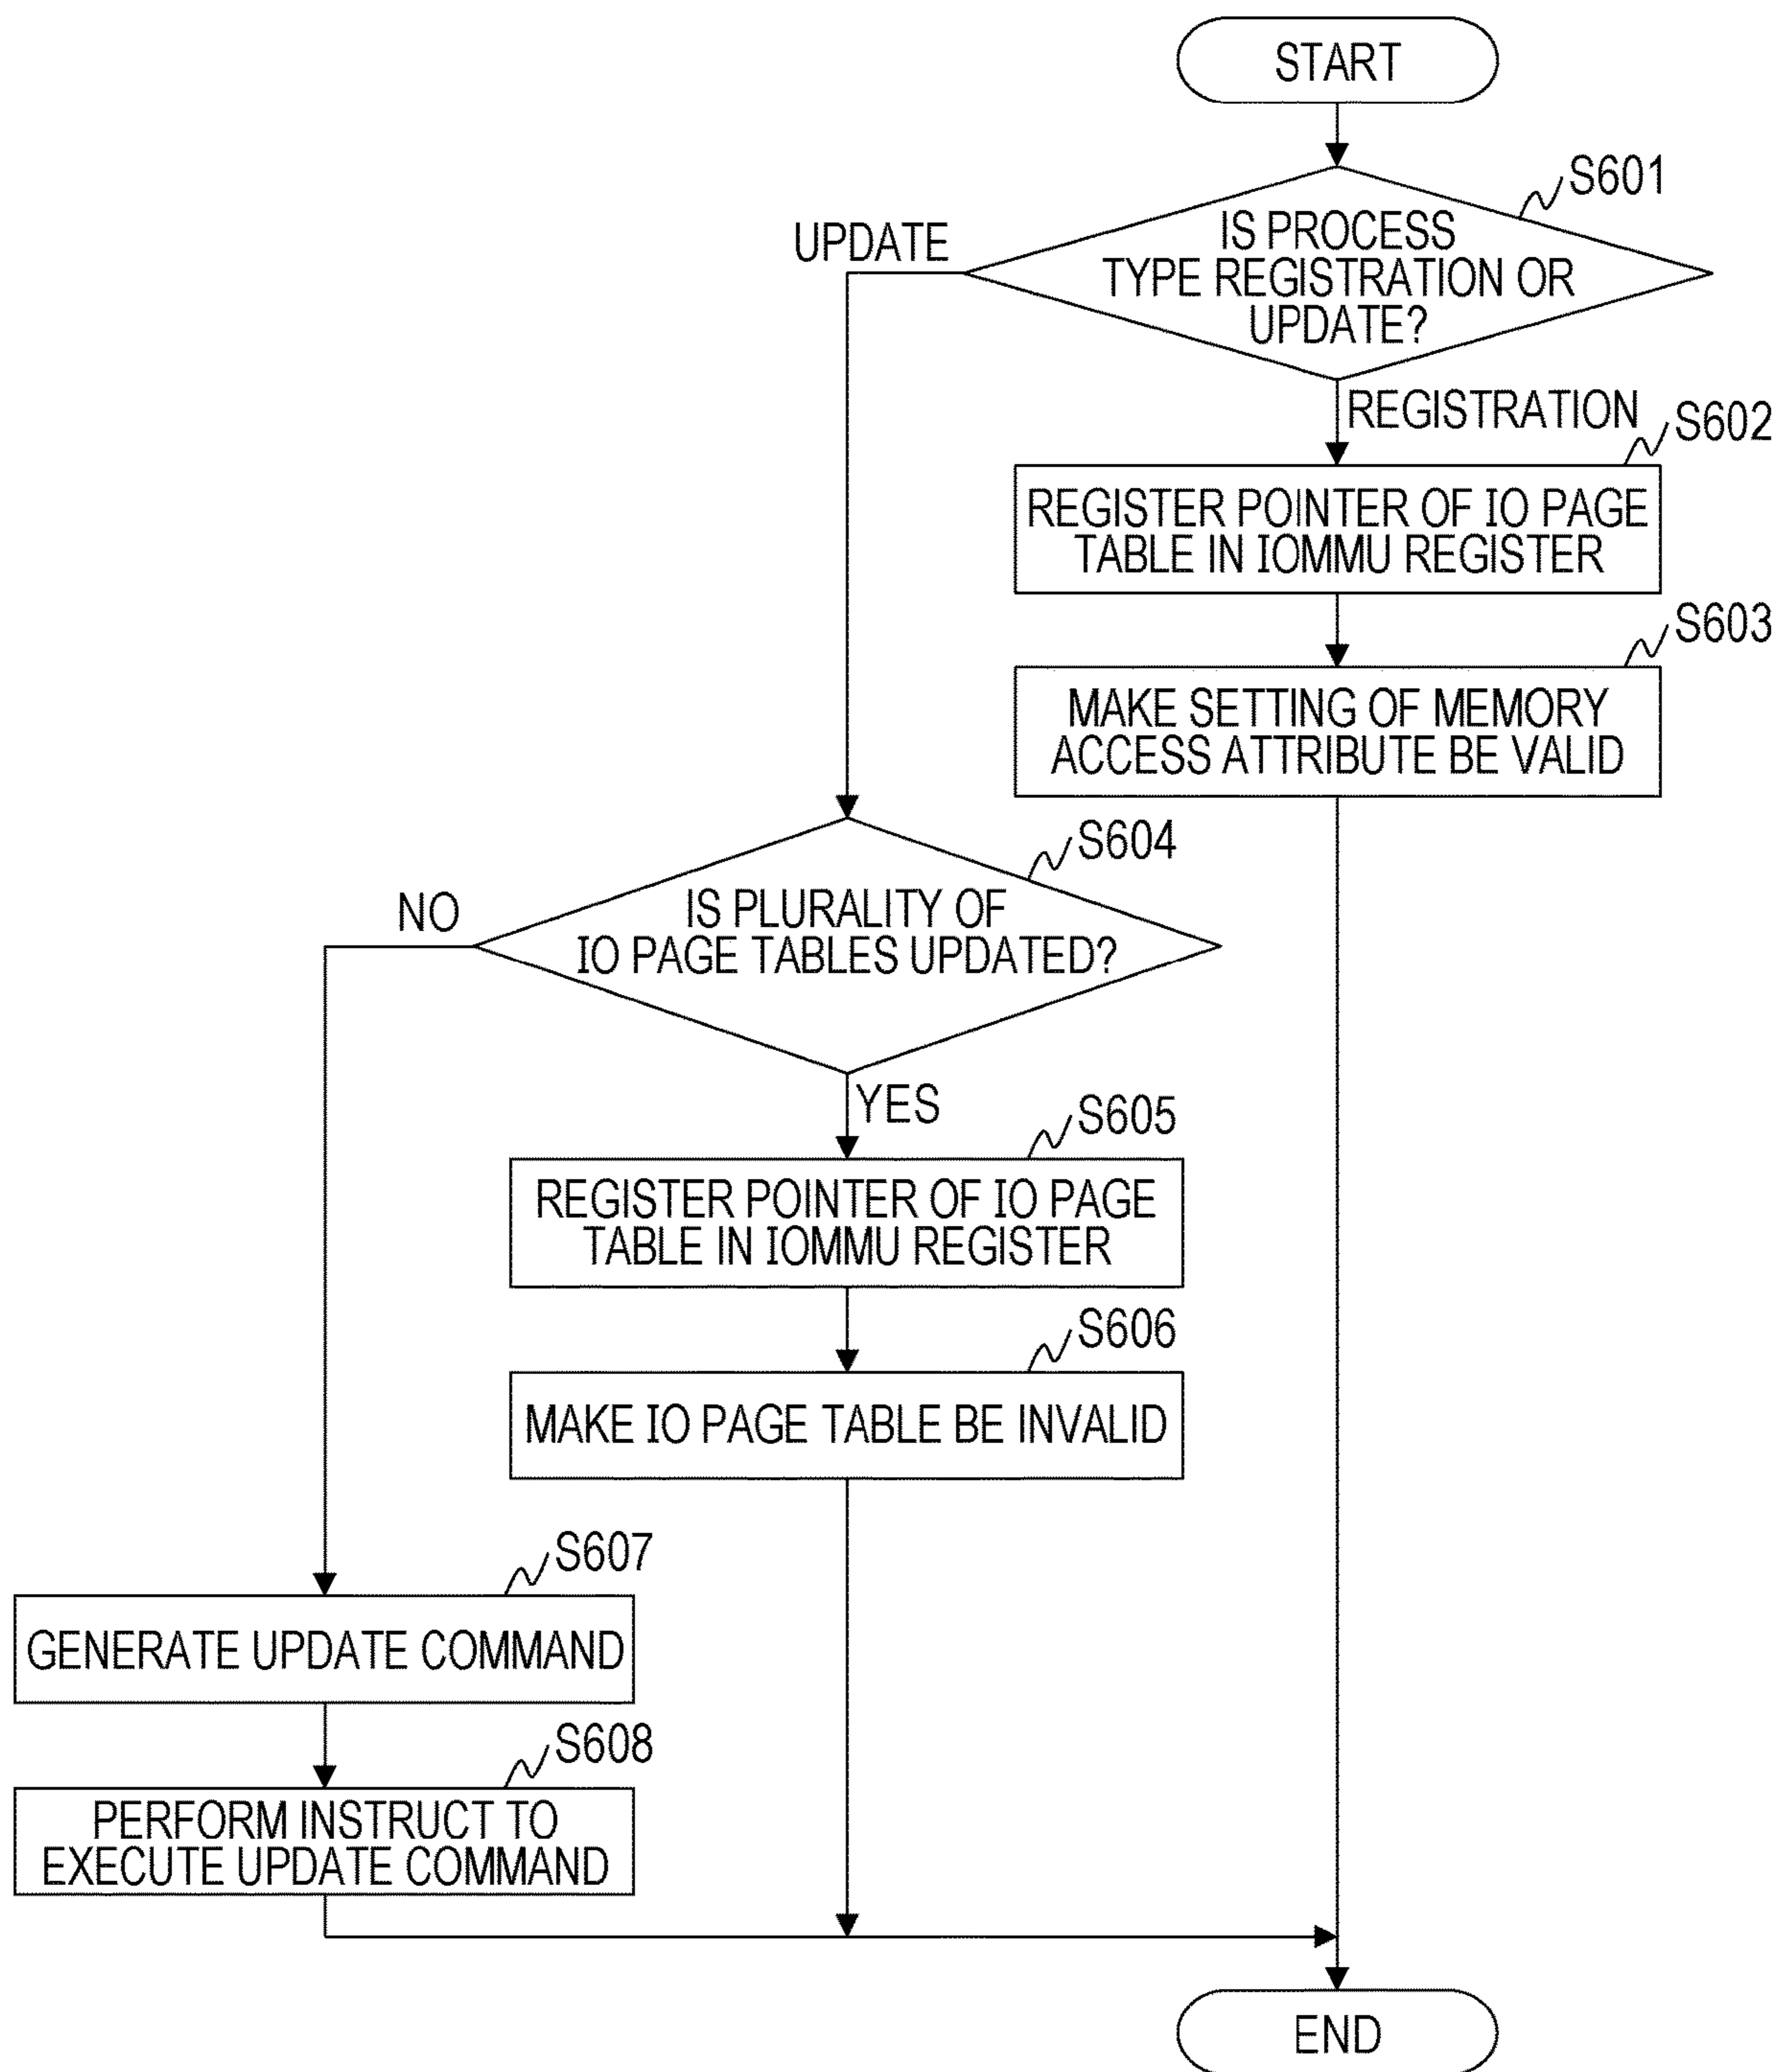 START
S601
IS PROCESS
TYPE REGISTRATION OR
UPDATE?
UPDATE
REGISTRATION
S602
REGISTER POINTER OF IO PAGE
TABLE IN IOMMU REGISTER
S603
MAKE SETTING OF MEMORY
ACCESS ATTRIBUTE BE VALID
S604
IS PLURALITY OF
IO PAGE TABLES UPDATED?
NO
YES
S605
REGISTER POINTER OF IO PAGE
TABLE IN IOMMU REGISTER
S606
MAKE IO PAGE TABLE BE INVALID
S607
GENERATE UPDATE COMMAND
S608
PERFORM INSTRUCT TO
EXECUTE UPDATE COMMAND
END